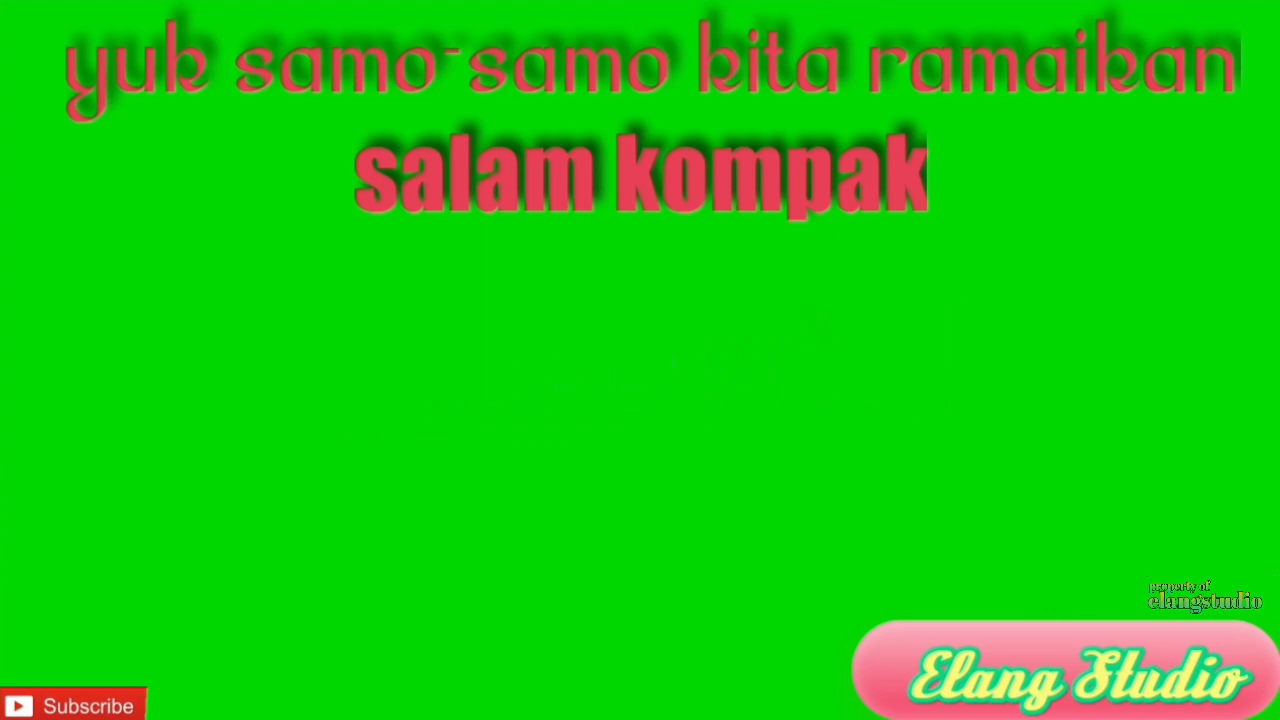 yuk samo-samo kita ramaikan
salam kompak
property of
elangstudio
Elang Studio
Subscribe